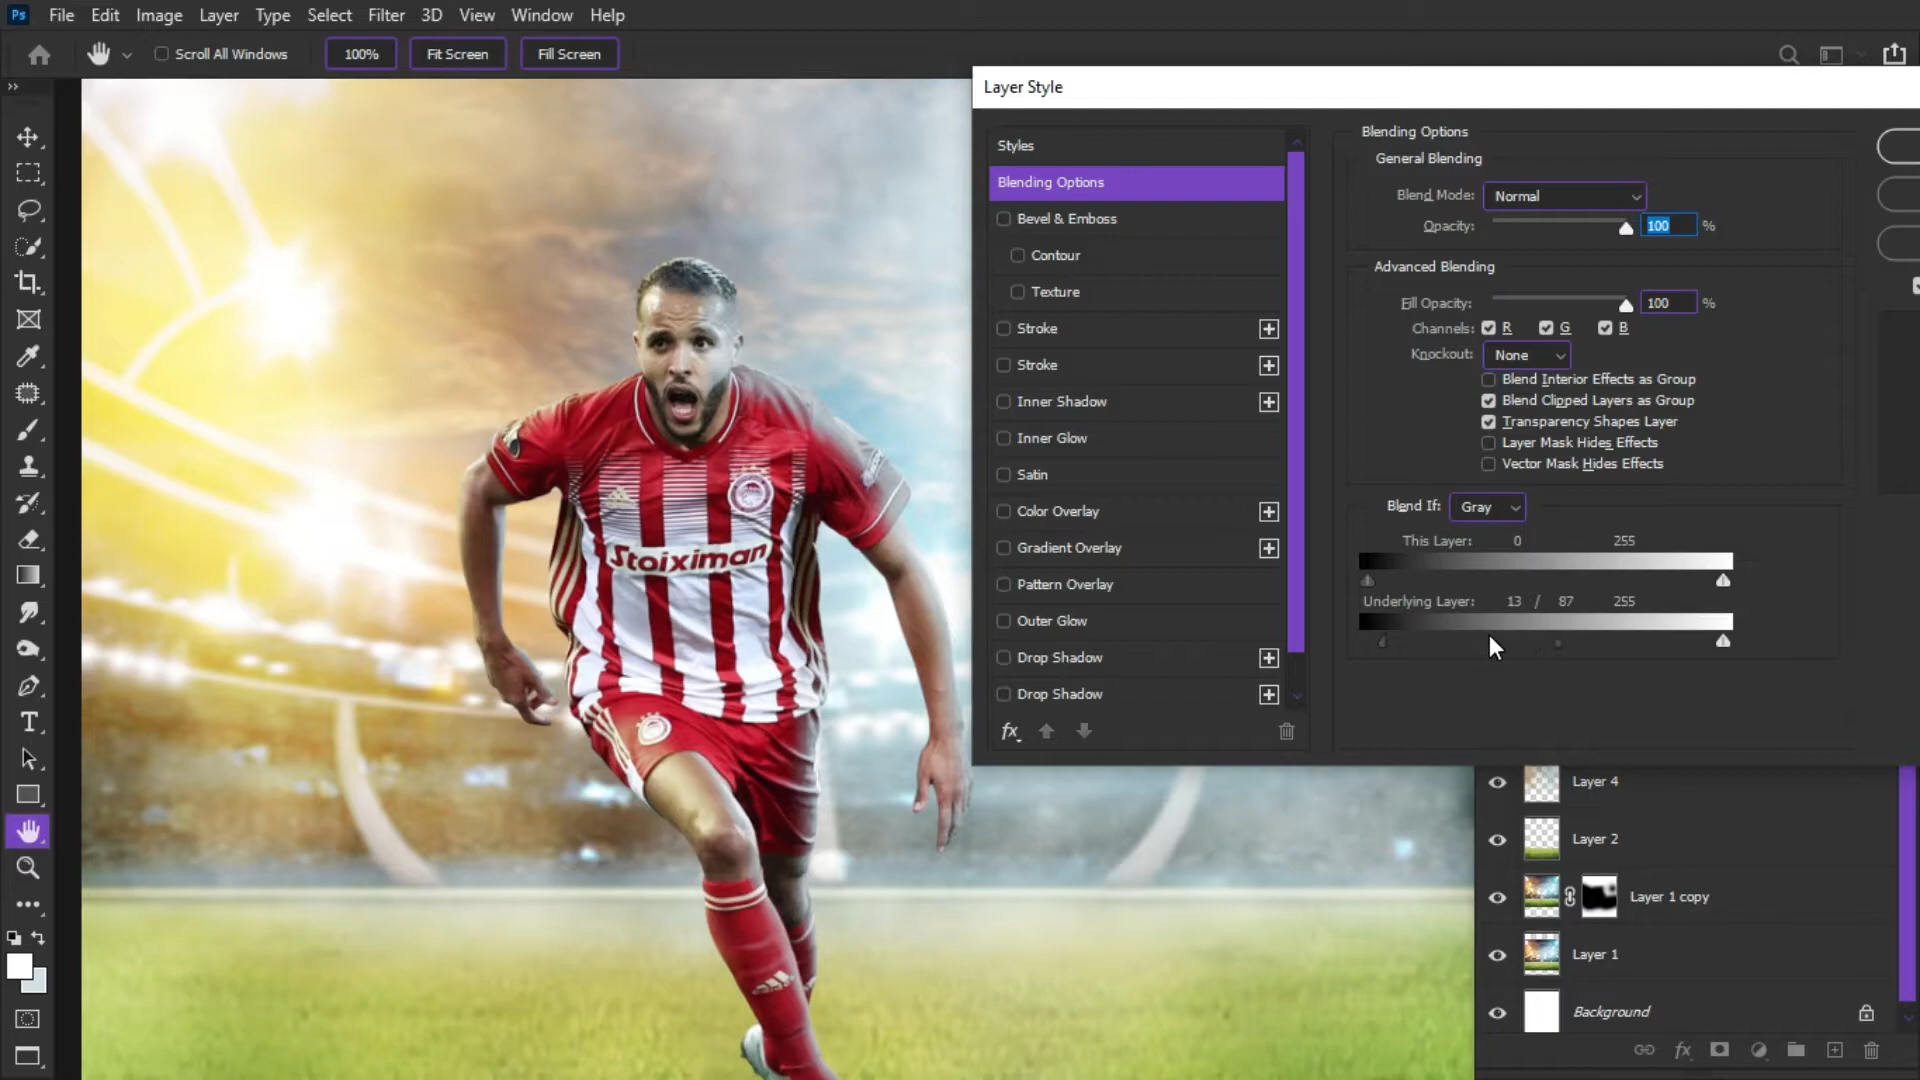 Ps File Edit Image Layer Type Select Filter 3D View Window Help
Scroll All Windows 100% Fit Screen Fill Screen
Layer Style
Styles
Blending Options
Bevel & Emboss
Contour
Texture
Stroke
Stroke
Inner Shadow
Inner Glow
Satin
Color Overlay
Gradient Overlay
Pattern Overlay
Outer Glow
Drop Shadow
Drop Shadow
fx
Blending Options
General Blending
Blend Mode: Normal
Opacity: 100 %
Advanced Blending
Fill Opacity: 100 %
Channels: R G B
Knockout: None
Blend Interior Effects as Group
Blend Clipped Layers as Group
Transparency Shapes Layer
Layer Mask Hides Effects
Vector Mask Hides Effects
Blend If: Gray
This Layer: 0 255
Underlying Layer: 13 / 87 255
Stoiximan
Layer 4
Layer 2
Layer 1 copy
Layer 1
Background
fx